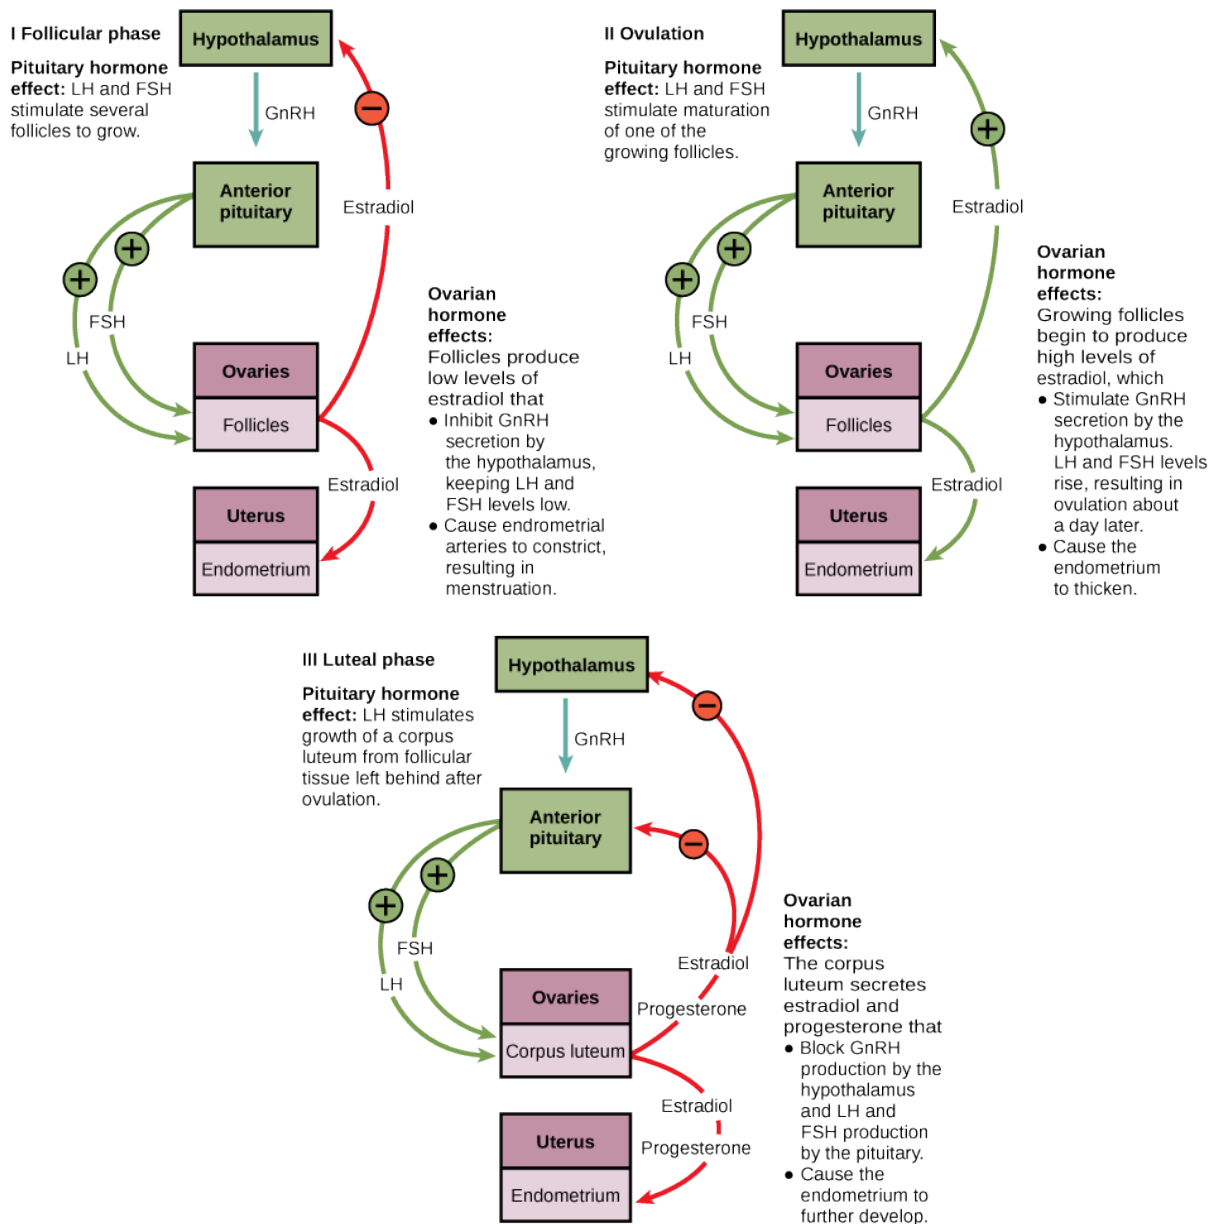 I Follicular phase
Pituitary hormone
effect: LH and FSH
stimulate several
follicles to grow.
Hypothalamus
GnRH
Anterior
pituitary
Estradiol
FSH
LH
Ovaries
Follicles
Estradiol
Uterus
Endometrium
Ovarian
hormone
effects:
Follicles produce
low levels of
estradiol that
● Inhibit GnRH
secretion by
the hypothalamus,
keeping LH and
FSH levels low.
● Cause endrometrial
arteries to constrict,
resulting in
menstruation.
II Ovulation
Pituitary hormone
effect: LH and FSH
stimulate maturation
of one of the
growing follicles.
Hypothalamus
GnRH
Anterior
pituitary
Estradiol
FSH
LH
Ovaries
Follicles
Estradiol
Uterus
Endometrium
Ovarian
hormone
effects:
Growing follicles
begin to produce
high levels of
estradiol, which
● Stimulate GnRH
secretion by the
hypothalamus.
LH and FSH levels
rise, resulting in
ovulation about
a day later.
● Cause the
endometrium
to thicken.
III Luteal phase
Pituitary hormone
effect: LH stimulates
growth of a corpus
luteum from follicular
tissue left behind after
ovulation.
Hypothalamus
GnRH
Anterior
pituitary
FSH
LH
Estradiol
Progesterone
Ovaries
Corpus luteum
Estradiol
Progesterone
Uterus
Endometrium
Ovarian
hormone
effects:
The corpus
luteum secretes
estradiol and
progesterone that
● Block GnRH
production by the
hypothalamus
and LH and
FSH production
by the pituitary.
● Cause the
endometrium to
further develop.